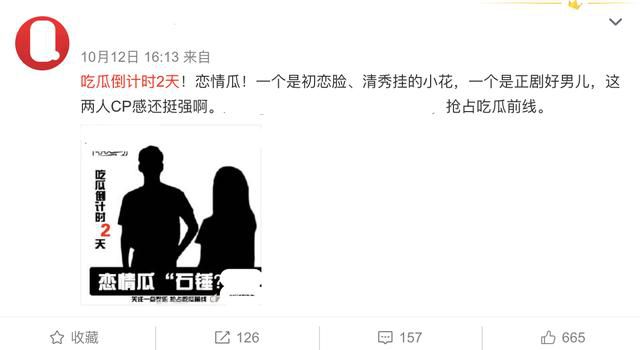 10月12日 16:13 来自
吃瓜倒计时2天！恋情瓜！一个是初恋脸、清秀挂的小花，一个是正剧好男儿，这
两人CP感还挺强啊。
，抢占吃瓜前线。
吃瓜倒计时2天
恋情瓜“石锤?
抢占吃瓜前线
收藏
126
157
665